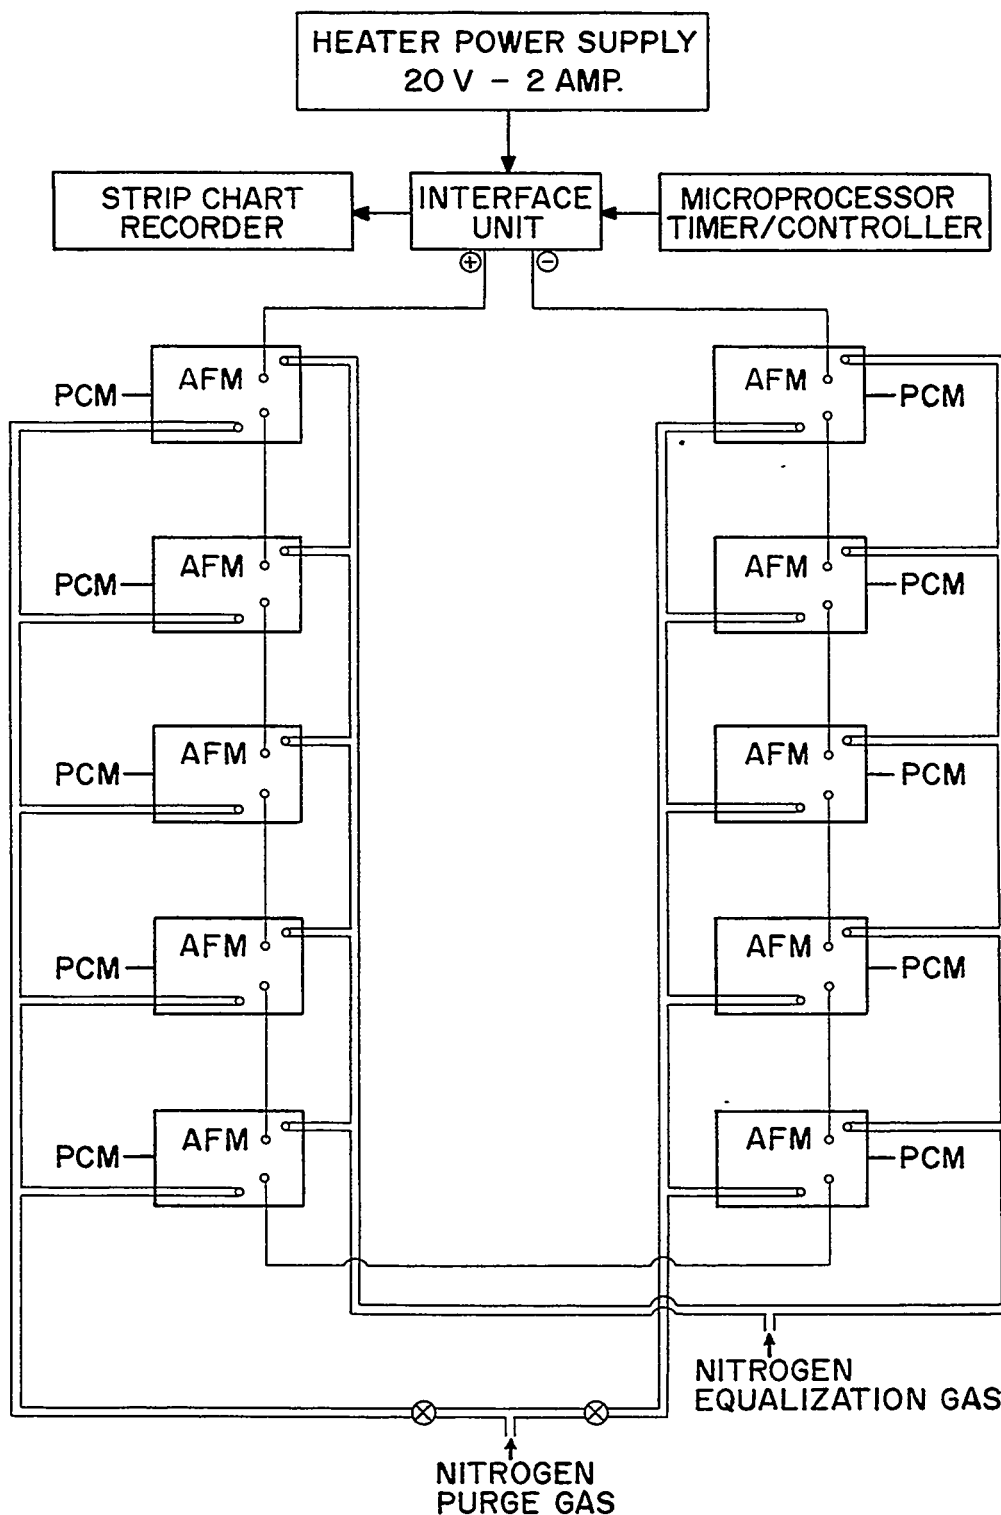 HEATER POWER SUPPLY
20 V – 2 AMP.
STRIP CHART
RECORDER
INTERFACE
UNIT
MICROPROCESSOR
TIMER/CONTROLLER
+
−
AFM
PCM
AFM
PCM
AFM
PCM
AFM
PCM
AFM
PCM
AFM
PCM
AFM
PCM
AFM
PCM
AFM
PCM
AFM
PCM
NITROGEN
EQUALIZATION GAS
NITROGEN
PURGE GAS